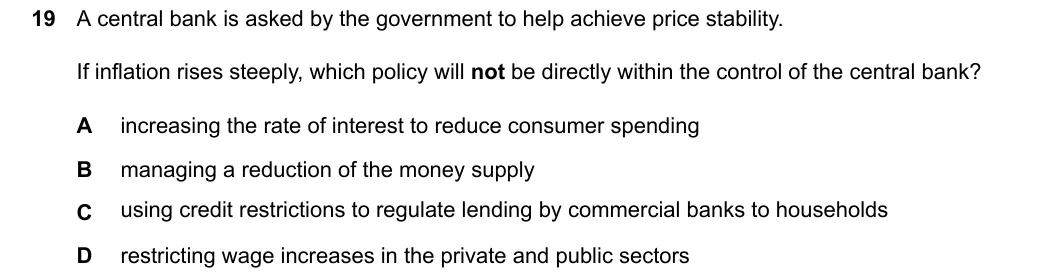 19 A central bank is asked by the government to help achieve price stability.
If inflation rises steeply, which policy will not be directly within the control of the central bank?
A increasing the rate of interest to reduce consumer spending
B managing a reduction of the money supply
C using credit restrictions to regulate lending by commercial banks to households
D restricting wage increases in the private and public sectors